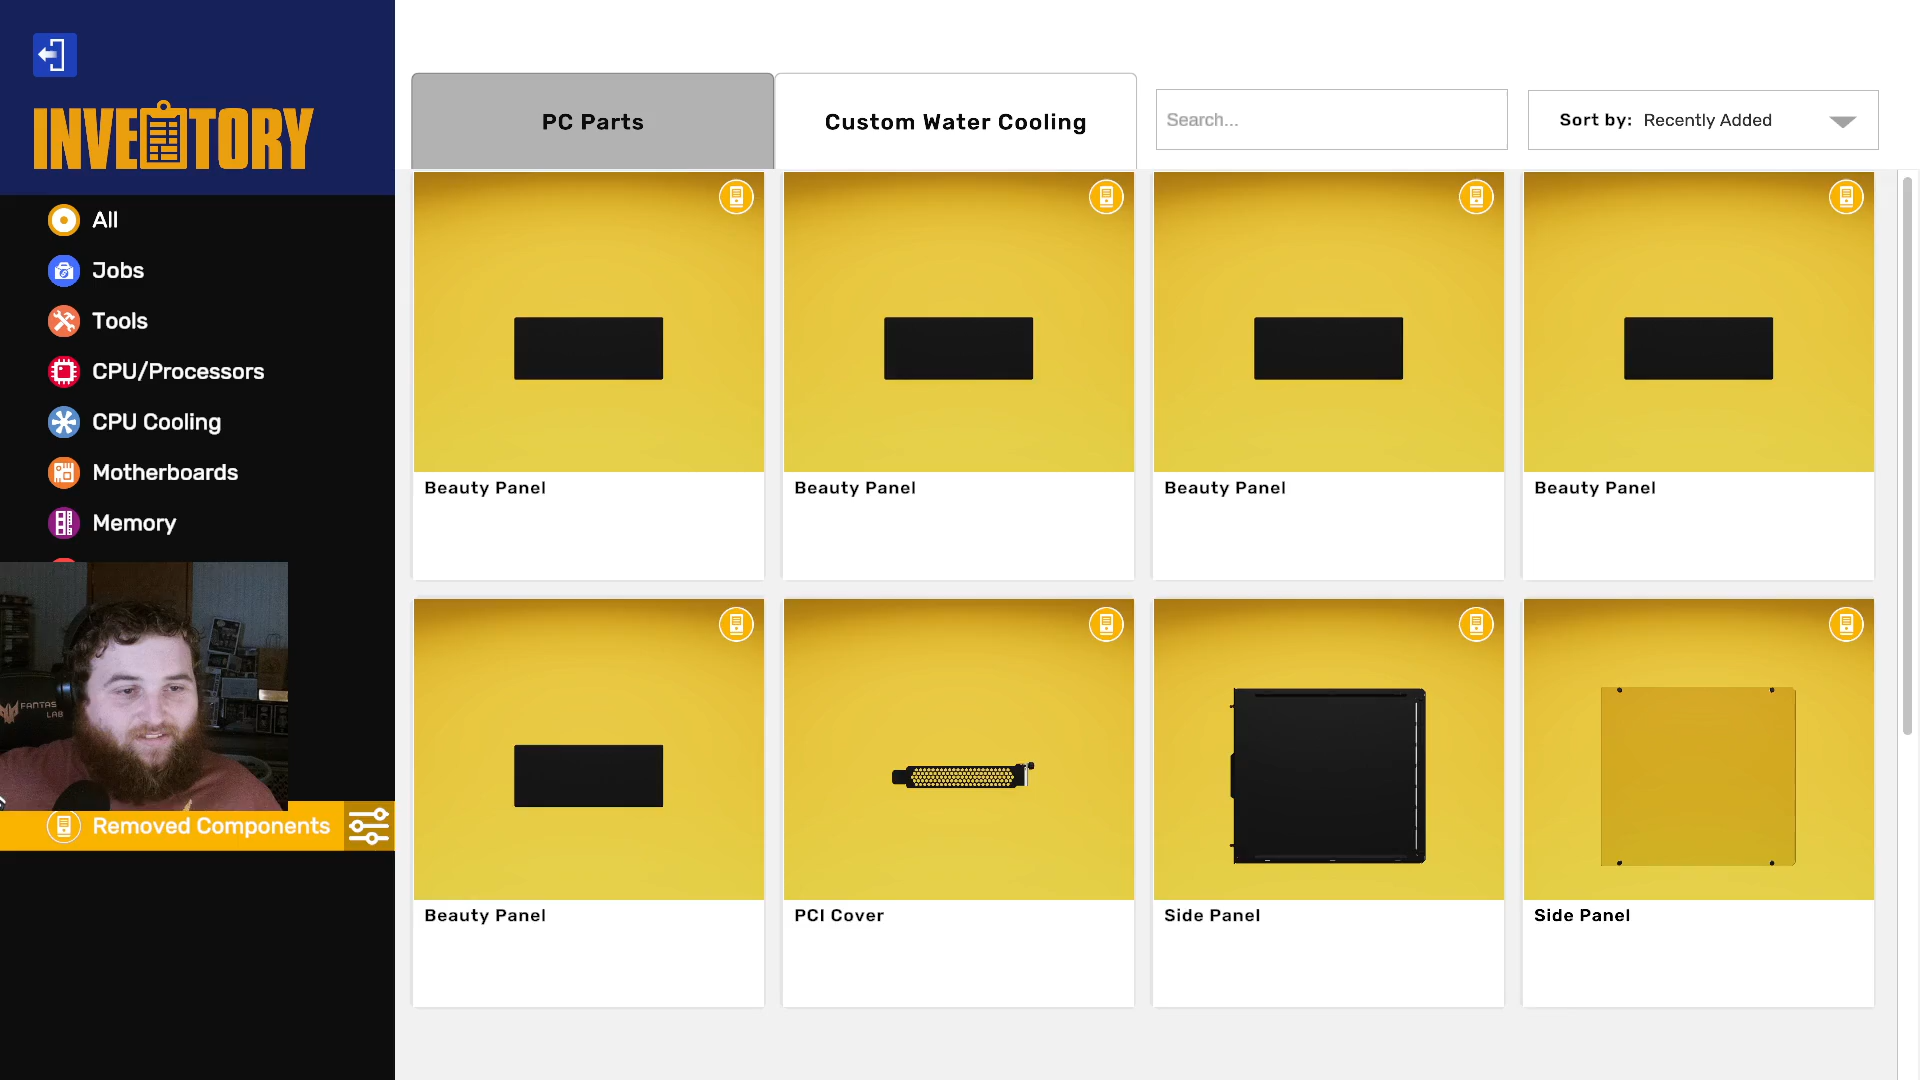 INVENTORY
All
Jobs
Tools
CPU/Processors
CPU Cooling
Motherboards
Memory
FANTAS
LAB
Removed Components
PC Parts
Custom Water Cooling
Search...
Sort by: Recently Added
Beauty Panel
Beauty Panel
Beauty Panel
Beauty Panel
Beauty Panel
PCI Cover
Side Panel
Side Panel